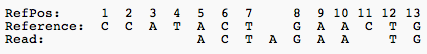 RefPos:     1  2  3  4  5  6  7     8  9 10 11 12 13
Reference:  C  C  A  T  A  C  T     G  A  A  C  T  G
Read:                   A  C  T  A  G  A  A     T  G